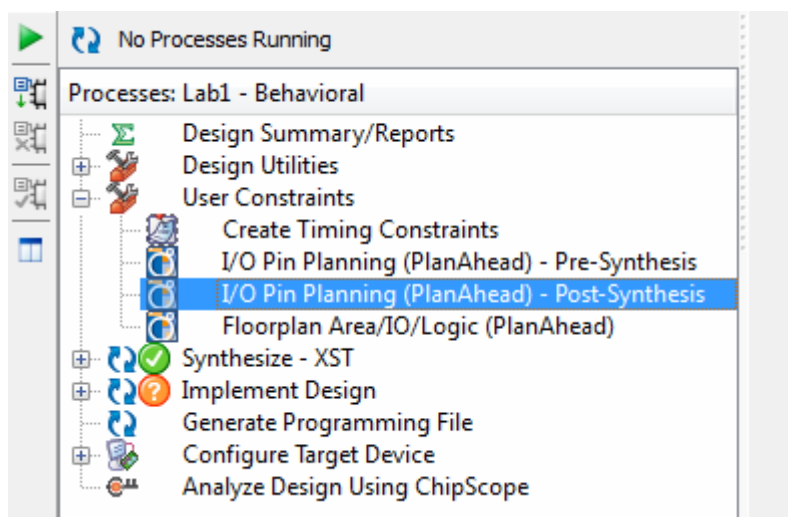 No Processes Running
Processes: Lab1 - Behavioral
Design Summary/Reports
Design Utilities
User Constraints
Create Timing Constraints
I/O Pin Planning (PlanAhead) - Pre-Synthesis
I/O Pin Planning (PlanAhead) - Post-Synthesis
Floorplan Area/IO/Logic (PlanAhead)
Synthesize - XST
Implement Design
Generate Programming File
Configure Target Device
Analyze Design Using ChipScope